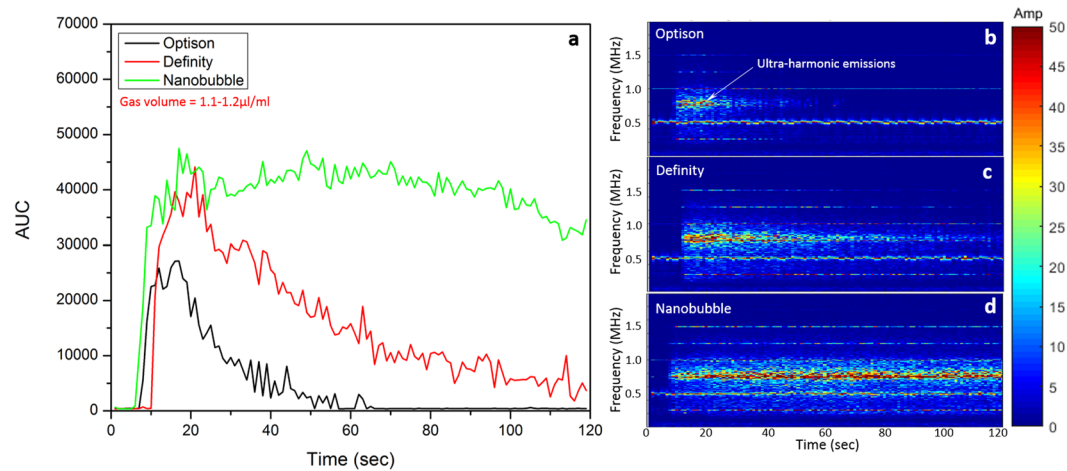 a
Optison
Definity
Nanobubble
Gas volume = 1.1-1.2µl/ml
70000
60000
50000
40000
30000
20000
10000
0
AUC
0 20 40 60 80 100 120
Time (sec)
Optison
b
Ultra-harmonic emissions
Frequency (MHz)
1.5
1.0
0.5
Definity
c
Frequency (MHz)
1.5
1.0
0.5
Nanobubble
d
Frequency (MHz)
1.5
1.0
0.5
0
0 20 40 60 80 100 120
Time (sec)
Amp
50
45
40
35
30
25
20
15
10
5
0